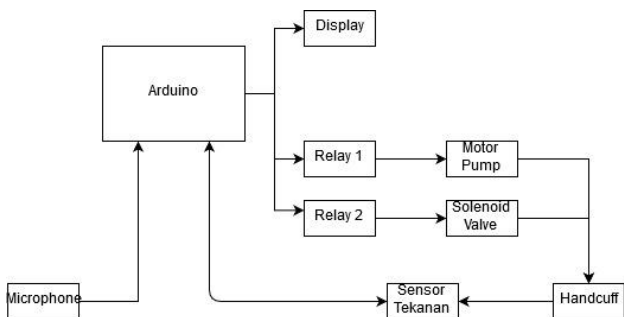 Display
Arduino
Relay 1
Motor
Pump
Relay 2
Solenoid
Valve
Microphone
Sensor
Tekanan
Handcuff